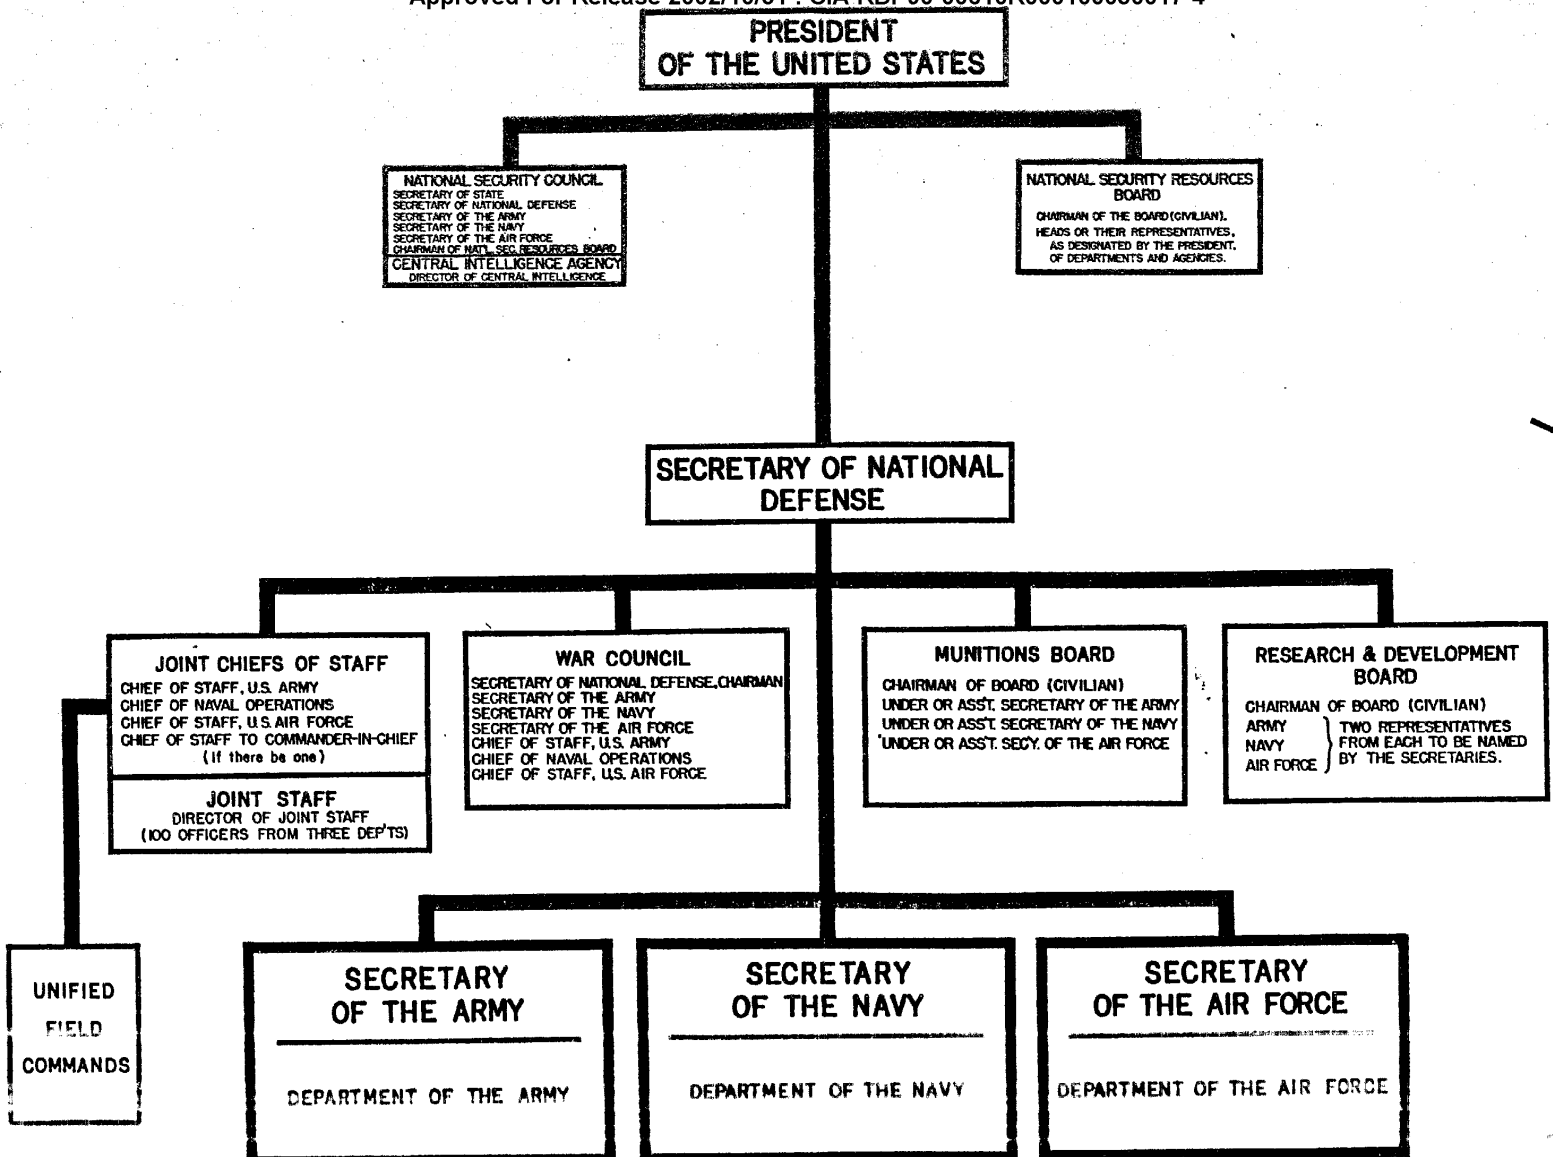 PRESIDENT
OF THE UNITED STATES
NATIONAL SECURITY COUNCIL
SECRETARY OF STATE
SECRETARY OF NATIONAL DEFENSE
SECRETARY OF THE ARMY
SECRETARY OF THE NAVY
SECRETARY OF THE AIR FORCE
CHAIRMAN OF NAT'L. SEC. RESOURCES BOARD
CENTRAL INTELLIGENCE AGENCY
DIRECTOR OF CENTRAL INTELLIGENCE
NATIONAL SECURITY RESOURCES
BOARD
CHAIRMAN OF THE BOARD (CIVILIAN).
HEADS OR THEIR REPRESENTATIVES,
AS DESIGNATED BY THE PRESIDENT,
OF DEPARTMENTS AND AGENCIES.
SECRETARY OF NATIONAL
DEFENSE
JOINT CHIEFS OF STAFF
CHIEF OF STAFF, U.S. ARMY
CHIEF OF NAVAL OPERATIONS
CHIEF OF STAFF, U.S. AIR FORCE
CHIEF OF STAFF TO COMMANDER-IN-CHIEF
(If there be one)
JOINT STAFF
DIRECTOR OF JOINT STAFF
(100 OFFICERS FROM THREE DEP'TS)
WAR COUNCIL
SECRETARY OF NATIONAL DEFENSE, CHAIRMAN
SECRETARY OF THE ARMY
SECRETARY OF THE NAVY
SECRETARY OF THE AIR FORCE
CHIEF OF STAFF, U.S. ARMY
CHIEF OF NAVAL OPERATIONS
CHIEF OF STAFF, U.S. AIR FORCE
MUNITIONS BOARD
CHAIRMAN OF BOARD (CIVILIAN)
UNDER OR ASS'T. SECRETARY OF THE ARMY
UNDER OR ASS'T. SECRETARY OF THE NAVY
UNDER OR ASS'T. SECY. OF THE AIR FORCE
RESEARCH & DEVELOPMENT
BOARD
CHAIRMAN OF BOARD (CIVILIAN)
ARMY
NAVY
AIR FORCE
TWO REPRESENTATIVES
FROM EACH TO BE NAMED
BY THE SECRETARIES.
UNIFIED
FIELD
COMMANDS
SECRETARY
OF THE ARMY
DEPARTMENT OF THE ARMY
SECRETARY
OF THE NAVY
DEPARTMENT OF THE NAVY
SECRETARY
OF THE AIR FORCE
DEPARTMENT OF THE AIR FORCE